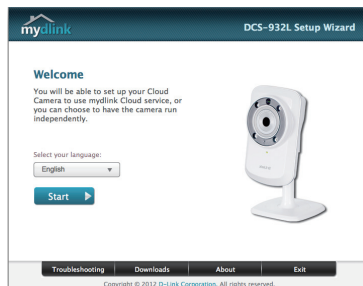 mydlink
DCS-932L Setup Wizard
Welcome
You will be able to set up your Cloud
Camera to use mydlink Cloud service, or
you can choose to have the camera run
independently.
Select your language:
English
Start
Troubleshooting Downloads About Exit
Copyright © 2012 D-Link Corporation. All rights reserved.